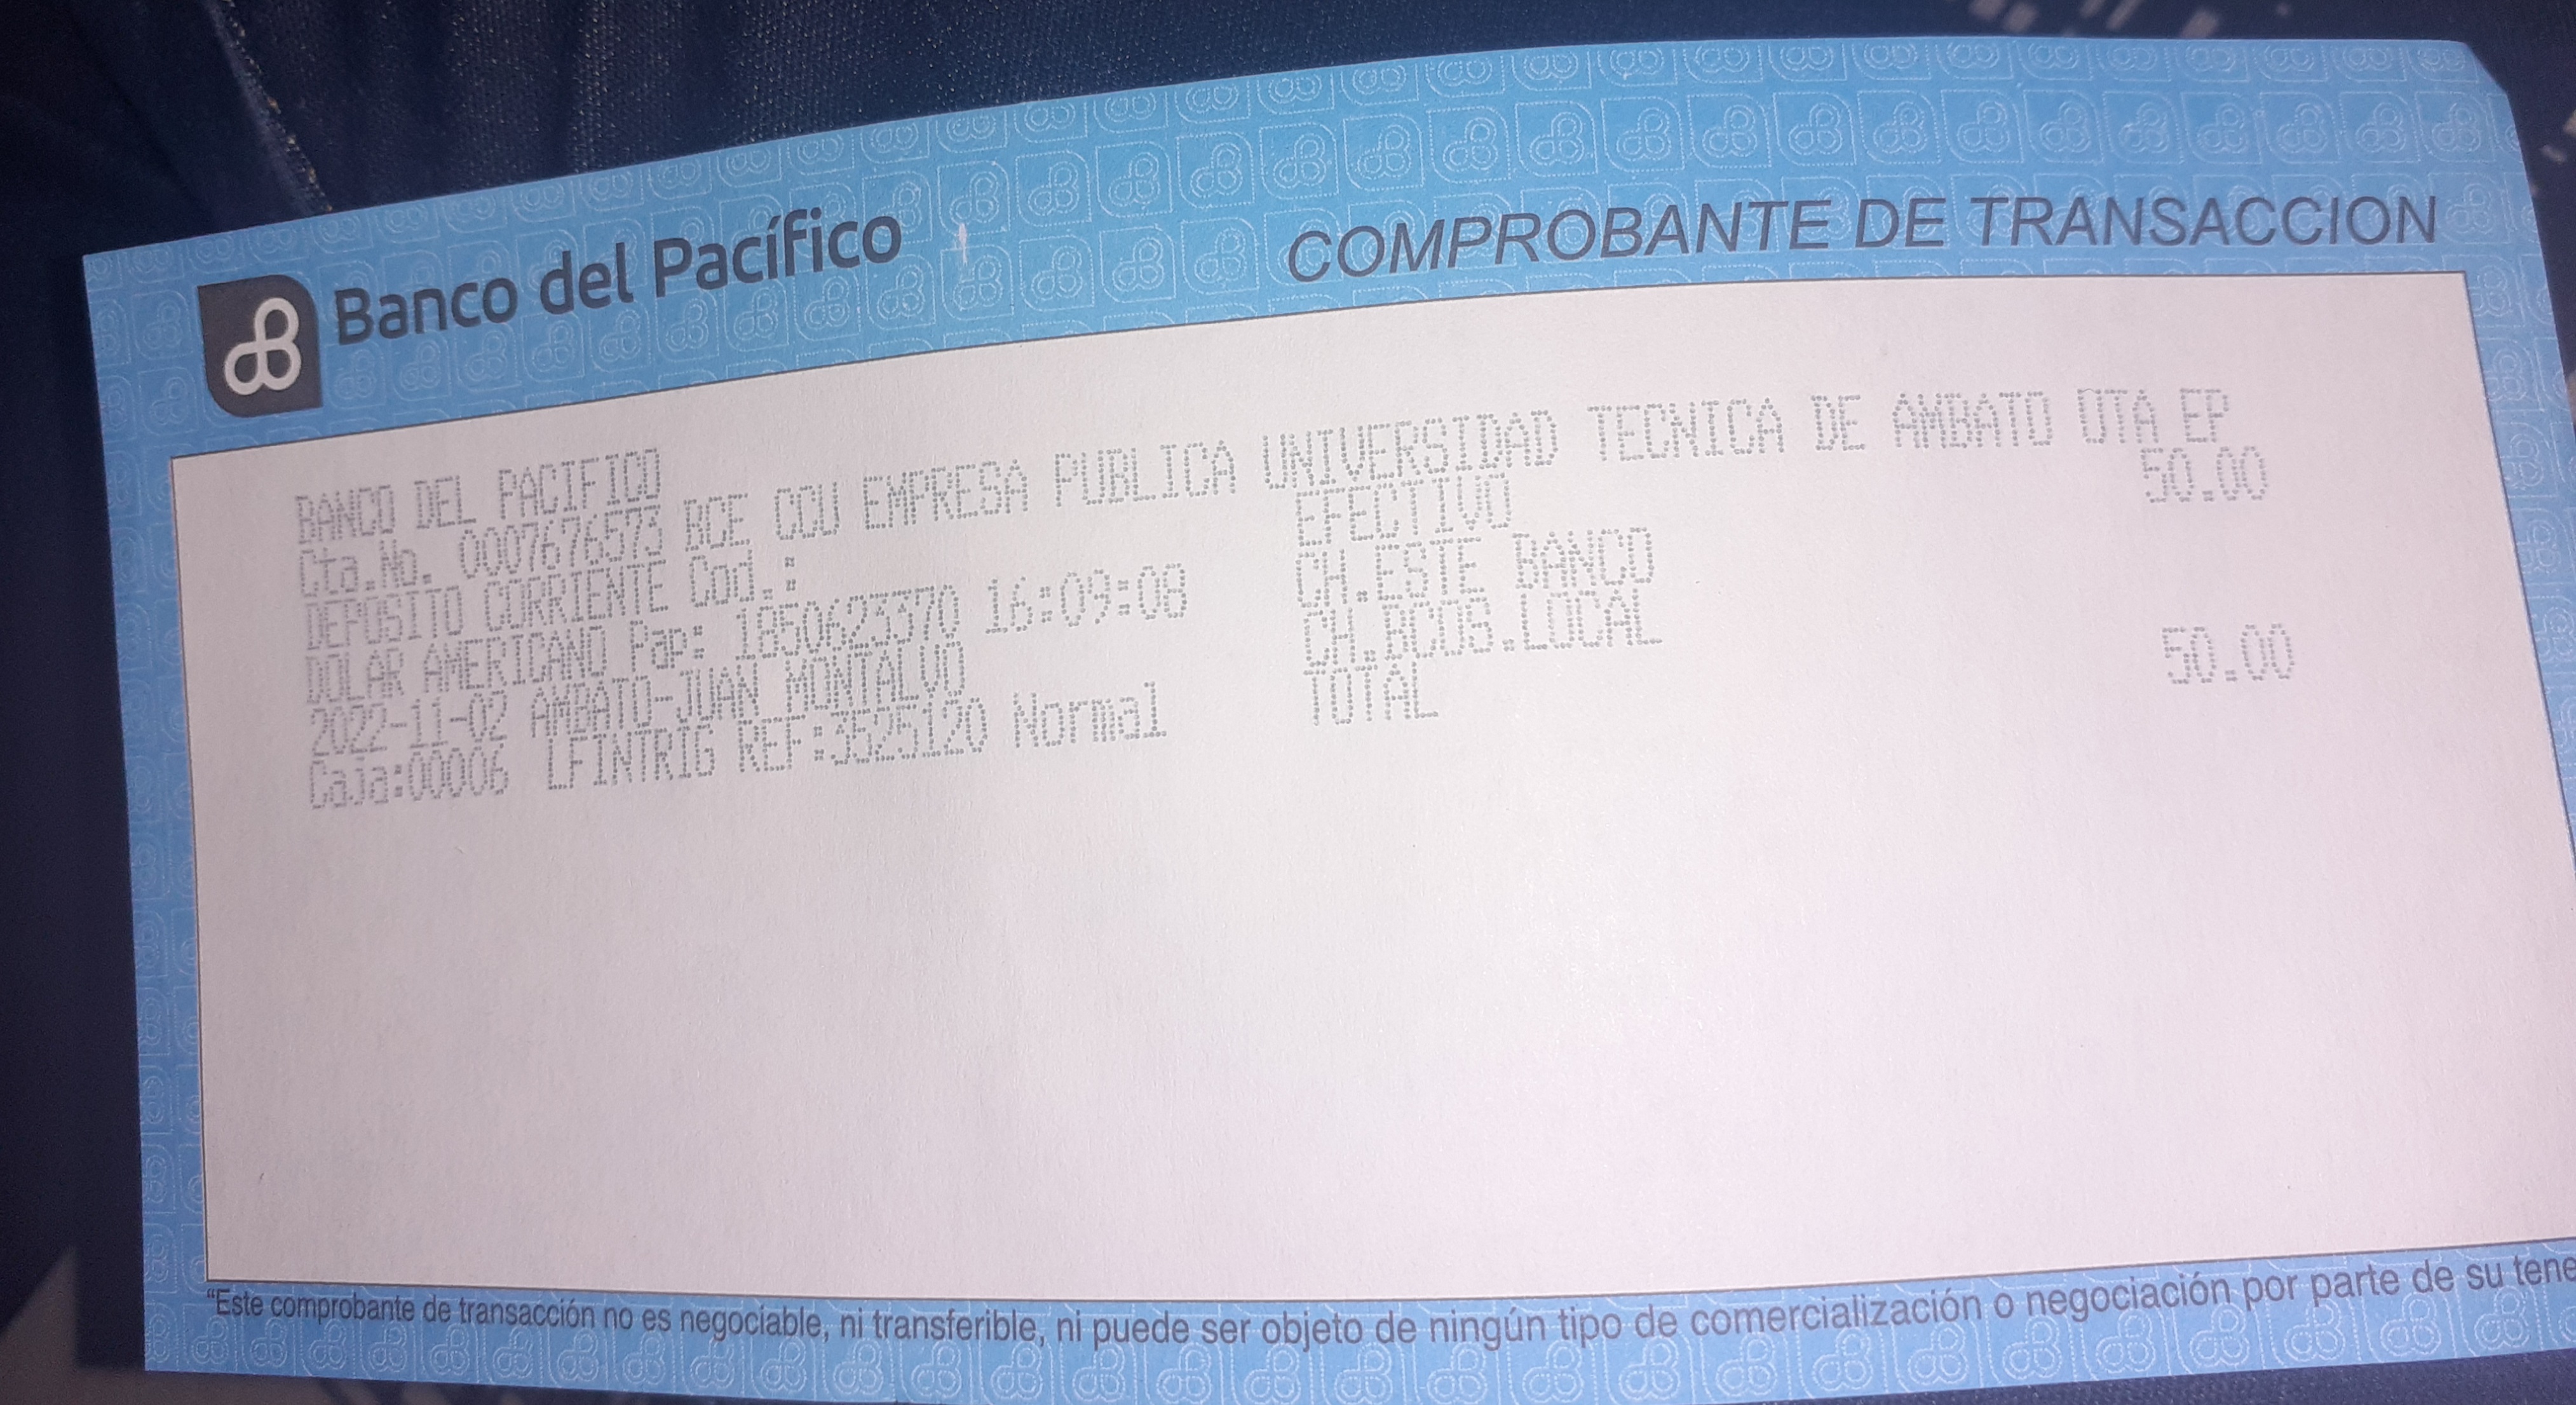 Banco del Pacífico
COMPROBANTE DE TRANSACCION
BANCO DEL PACIFICO
Cta.No. 0007676573 BCE CCU EMPRESA PUBLICA UNIVERSIDAD TECNICA DE AMBATO UTA EP
DEPOSITO CORRIENTE Cod.: EFECTIVO 50.00
DOLAR AMERICANO Pap: 185062370 16:09:08 CH.ESTE BANCO
2022-11-02 AMBATO-JUAN MONTALVO CH.BCOS.LOCAL
Caja:00006 LFINTRIG REF:3325120 Normal TOTAL 50.00
"Este comprobante de transacción no es negociable, ni transferible, ni puede ser objeto de ningún tipo de comercialización o negociación por parte de su tene